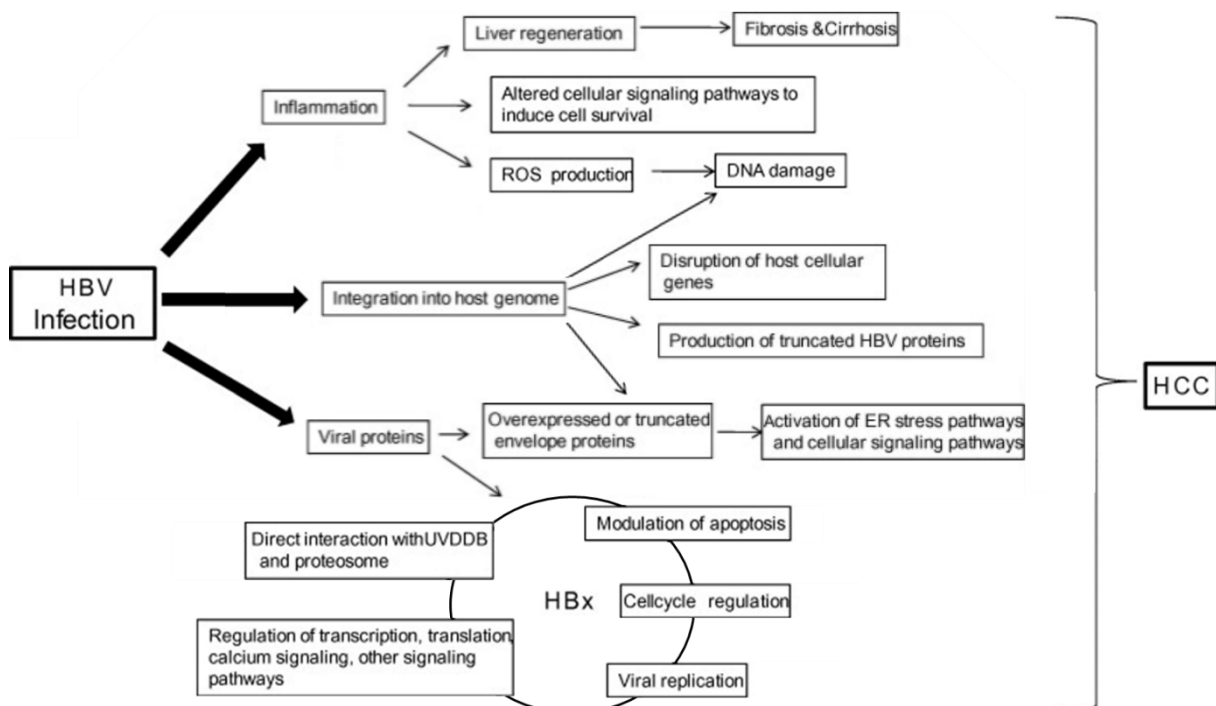 Liver regeneration
Fibrosis &Cirrhosis
Inflammation
Altered cellular signaling pathways to
induce cell survival
ROS production
DNA damage
HBV
Infection
Integration into host genome
Disruption of host cellular
genes
Production of truncated HBV proteins
HCC
Viral proteins
Overexpressed or truncated
envelope proteins
Activation of ER stress pathways
and cellular signaling pathways
Direct interaction withUVDDB
and proteosome
Modulation of apoptosis
HBx
Cellcycle regulation
Regulation of transcription, translation,
calcium signaling, other signaling
pathways
Viral replication